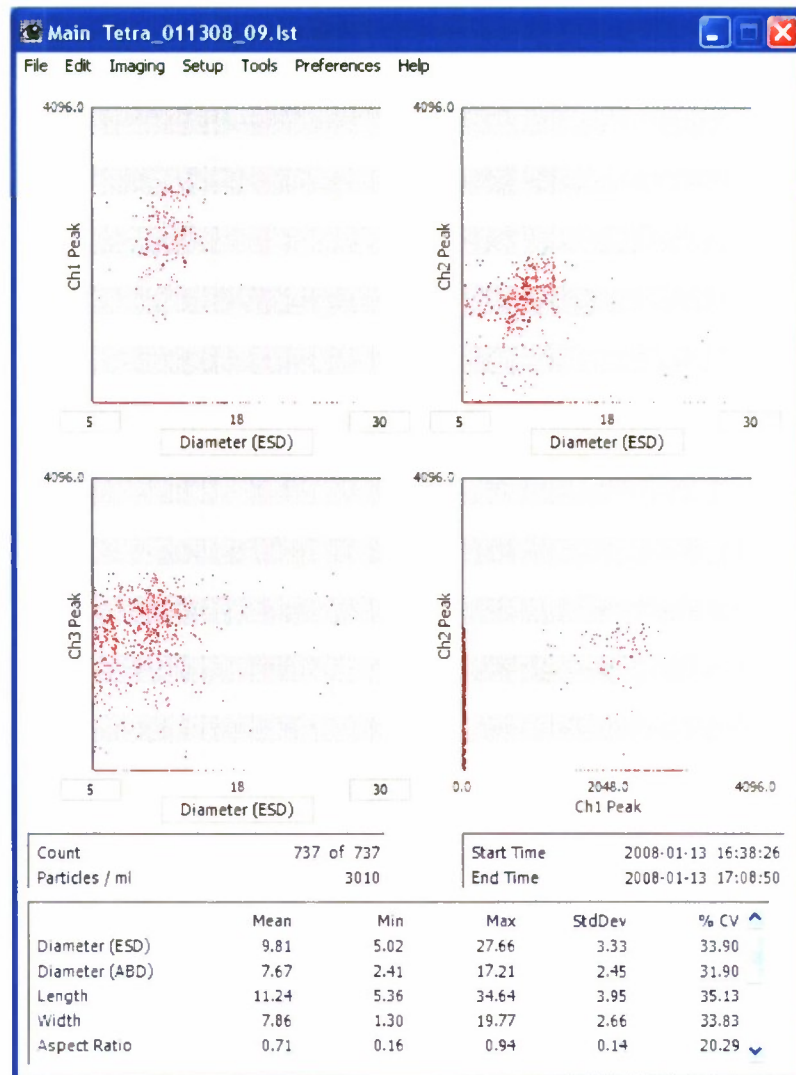 Main Tetra_011308_09.lst
File Edit Imaging Setup Tools Preferences Help
4096.0
Ch1 Peak
5 18 30
Diameter (ESD)
Ch2 Peak
5 18 30
Diameter (ESD)
4096.0
4096.0
Ch3 Peak
5 18 30
Diameter (ESD)
4096.0
Ch2 Peak
0.0 2048.0 4096.0
Ch1 Peak
Count 737 of 737
Particles / ml 3010
Start Time 2008-01-13 16:38:26
End Time 2008-01-13 17:08:50
Mean Min Max StdDev % CV
Diameter (ESD) 9.81 5.02 27.66 3.33 33.90
Diameter (ABD) 7.67 2.41 17.21 2.45 31.90
Length 11.24 5.36 34.64 3.95 35.13
Width 7.86 1.30 19.77 2.66 33.83
Aspect Ratio 0.71 0.16 0.94 0.14 20.29